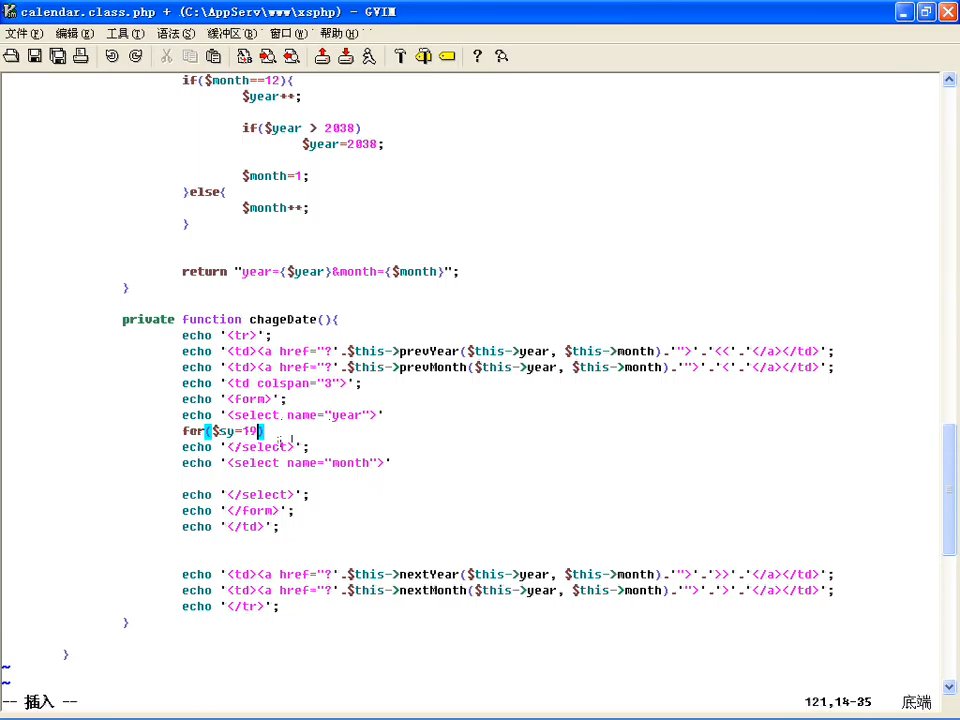 calendar.class.php + (C:\AppServ\www\xsphp) - GVIM
文件(F) 编辑(E) 工具(T) 语法(S) 缓冲区(B) 窗口(W) 帮助(H)
if($month==12){
$year++;
if($year > 2038)
$year=2038;
$month=1;
}else{
$month++;
}
return "year={$year}&month={$month}";
}
private function chageDate(){
echo '<tr>';
echo '<td><a href="?'.$this->prevYear($this->year, $this->month).'">'.'<<'.'</a></td>';
echo '<td><a href="?'.$this->prevMonth($this->year, $this->month).'">'.'<'.'</a></td>';
echo '<td colspan="3">';
echo '<form>';
echo '<select name="year">'
for($sy=19)
echo '</select>';
echo '<select name="month">'
echo '</select>';
echo '</form>';
echo '</td>';
echo '<td><a href="?'.$this->nextYear($this->year, $this->month).'">'.'>>'.'</a></td>';
echo '<td><a href="?'.$this->nextMonth($this->year, $this->month).'">'.'>'.'</a></td>';
echo '</tr>';
}
}
~
~
-- 插入 -- 121,14-35 底端